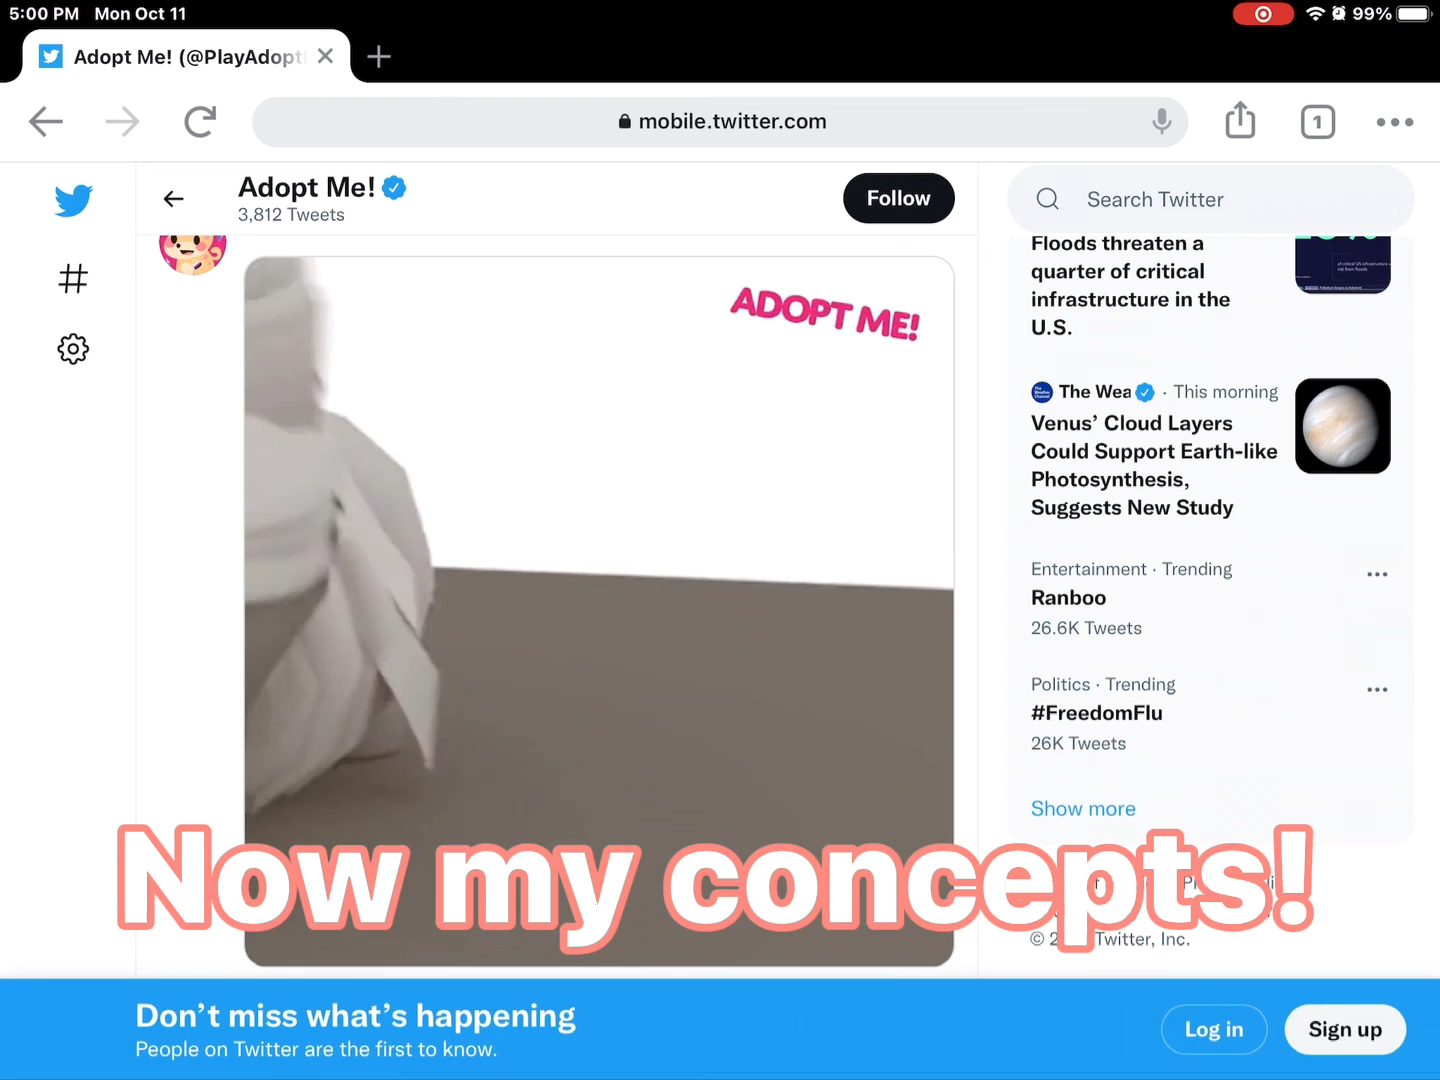 5:00 PM Mon Oct 11
99%
Adopt Me! (@PlayAdopt
mobile.twitter.com
1
Adopt Me!
3,812 Tweets
Follow
Search Twitter
ADOPT ME!
Floods threaten a
quarter of critical
infrastructure in the
U.S.
The Wea · This morning
Venus’ Cloud Layers
Could Support Earth-like
Photosynthesis,
Suggests New Study
Entertainment · Trending
Ranboo
26.6K Tweets
Politics · Trending
#FreedomFlu
26K Tweets
Show more
Now my concepts!
Twitter, Inc.
Don’t miss what’s happening
People on Twitter are the first to know.
Log in
Sign up